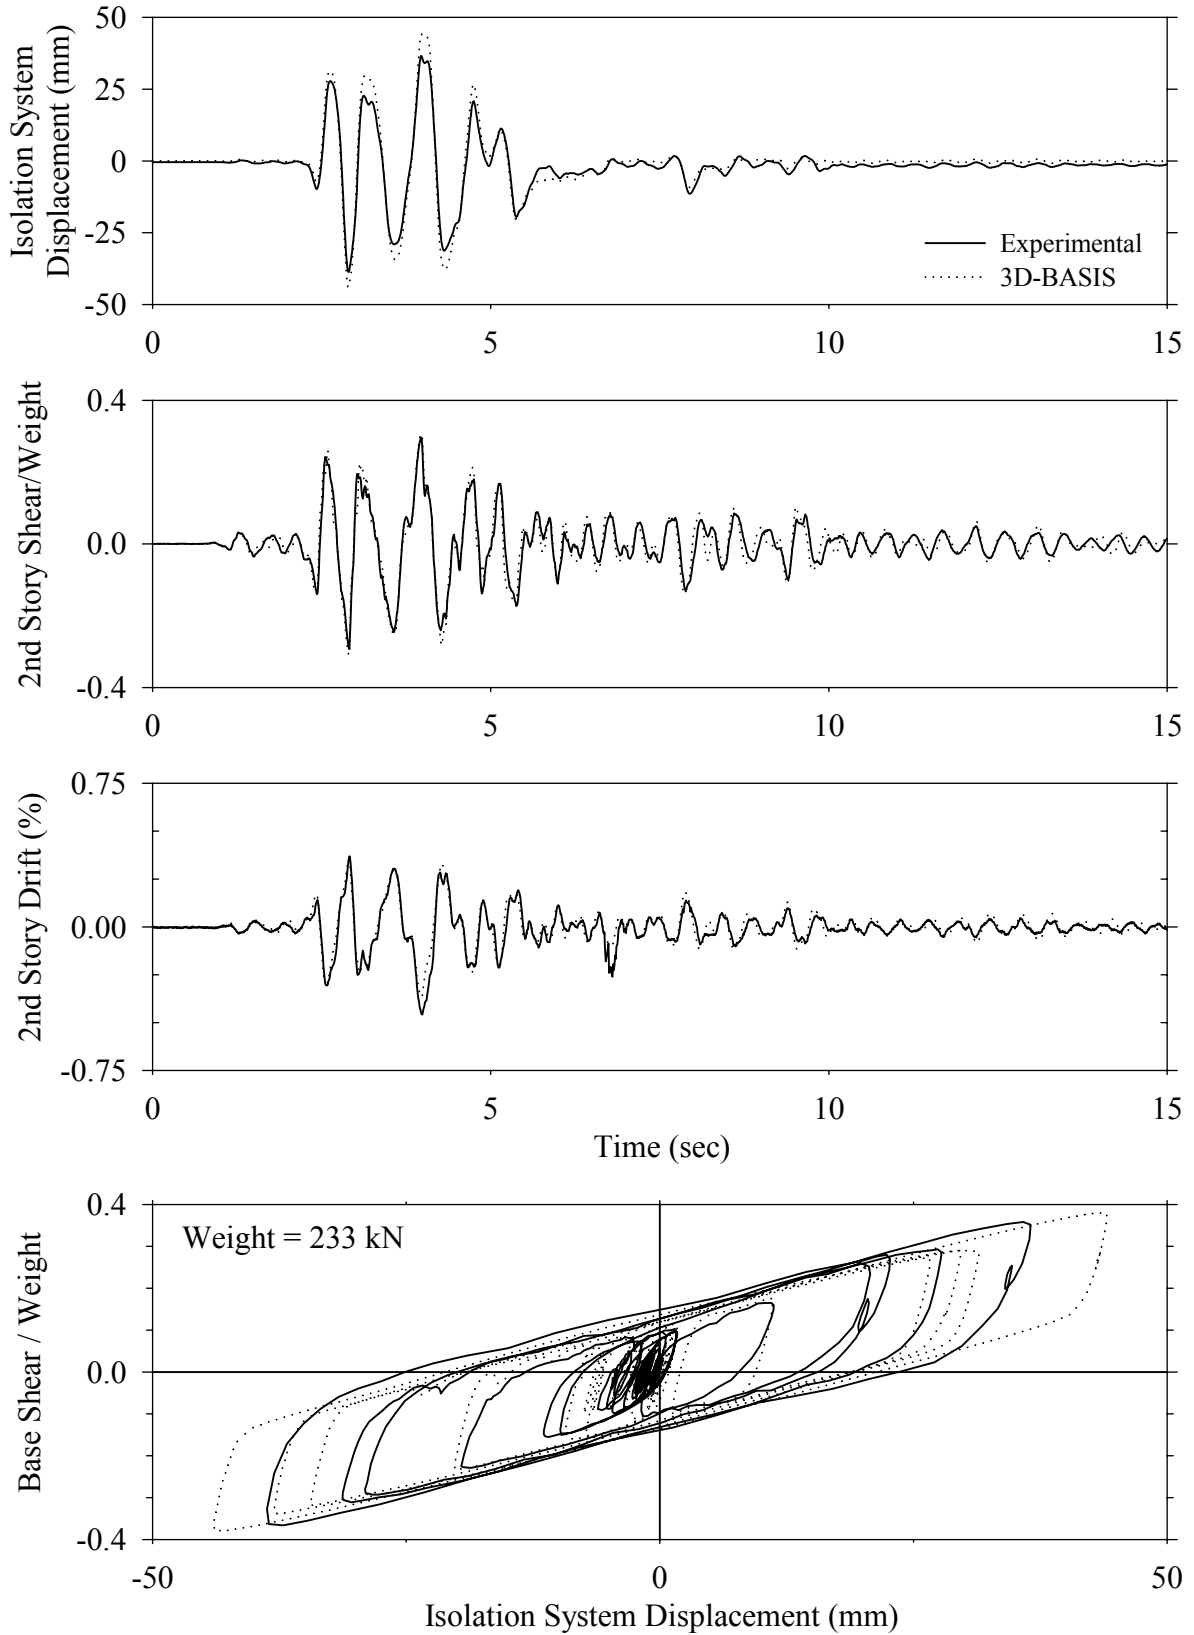 Isolation System
Displacement (mm)
50
25
0
-25
-50
Experimental
3D-BASIS
0 5 10 15
2nd Story Shear/Weight
0.4
0.0
-0.4
0 5 10 15
2nd Story Drift (%)
0.75
0.00
-0.75
0 5 10 15
Time (sec)
Base Shear / Weight
0.4
0.0
-0.4
Weight = 233 kN
-50 0 50
Isolation System Displacement (mm)